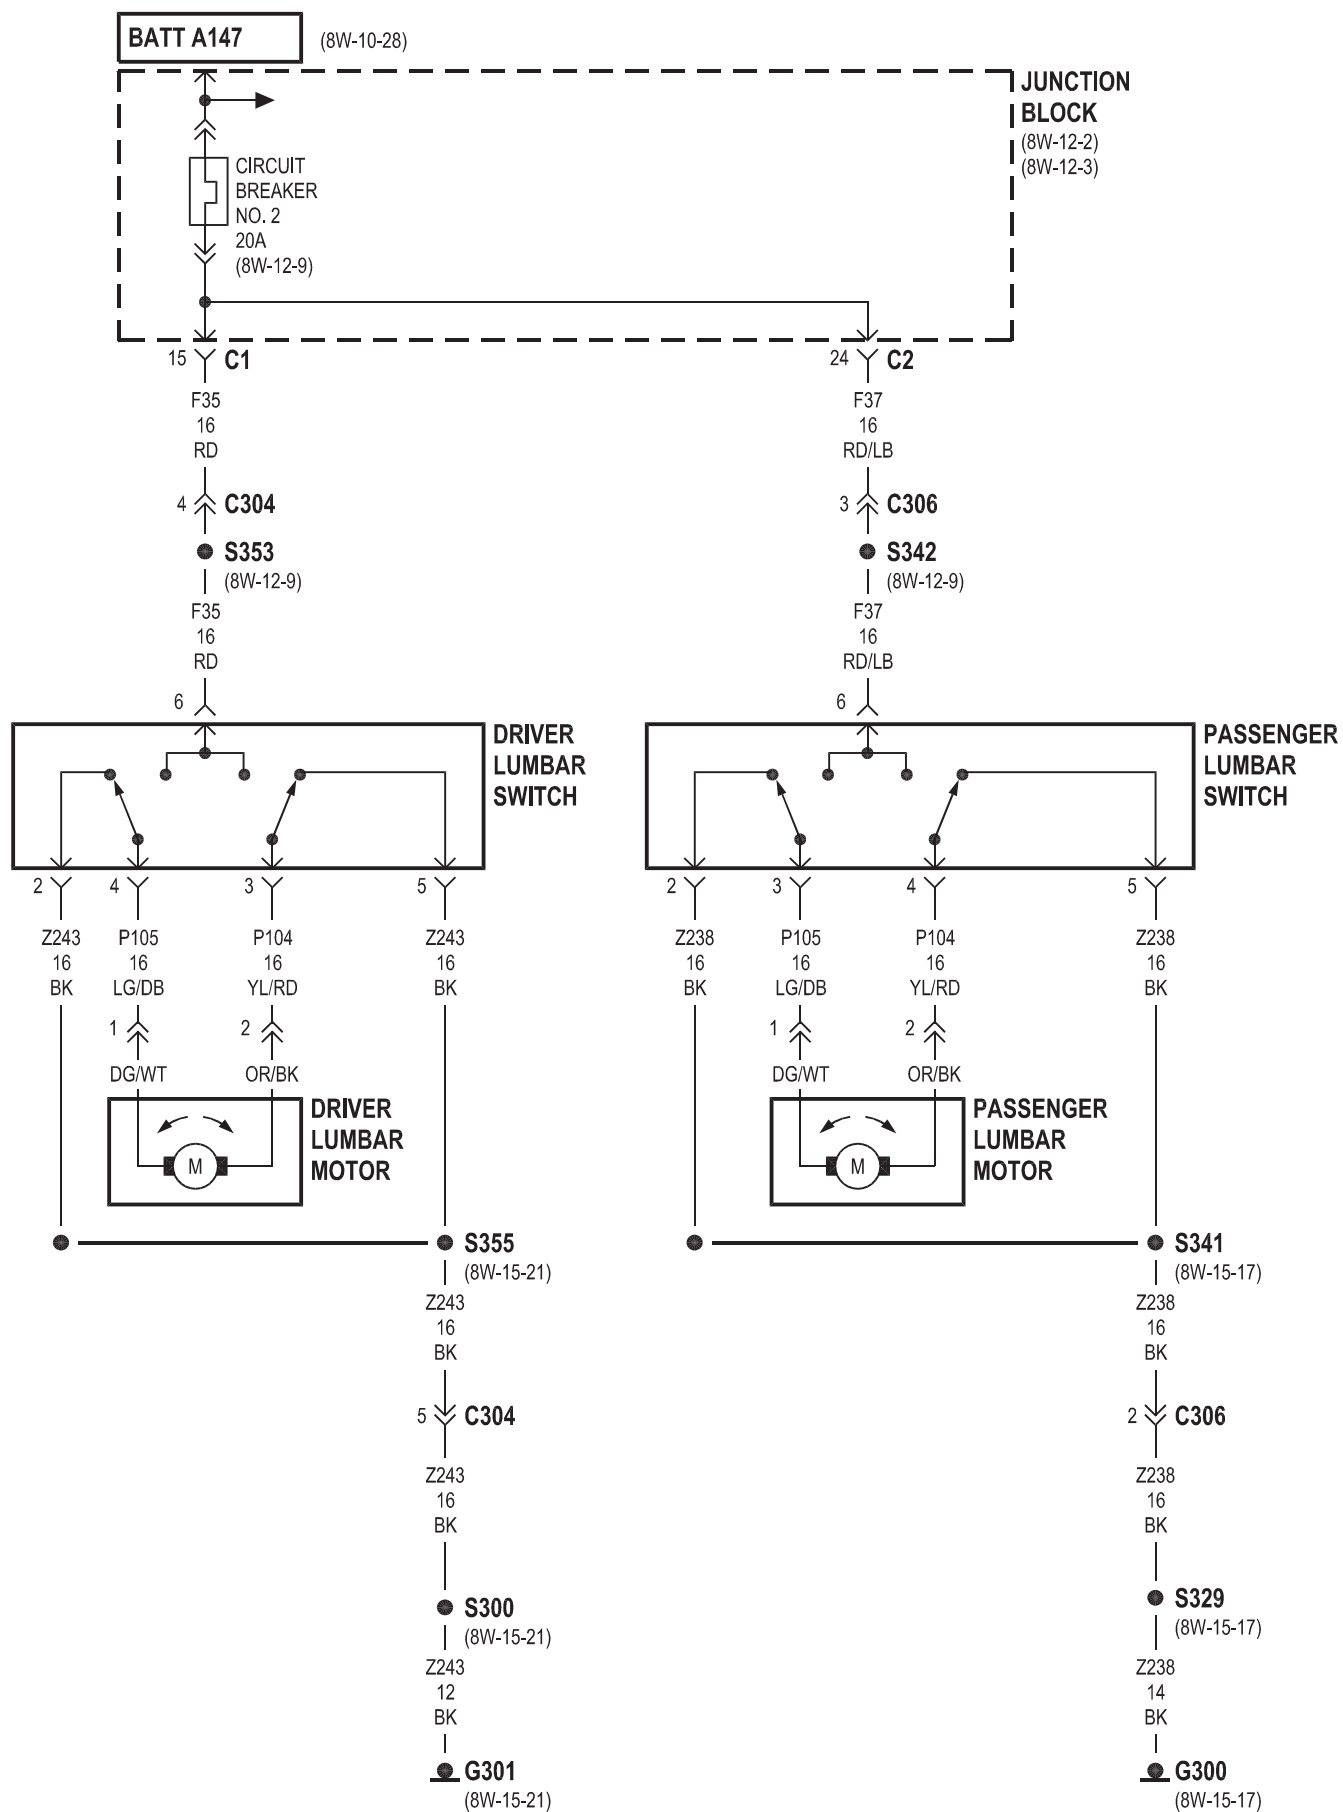 BATT A147
(8W-10-28)
JUNCTION
BLOCK
(8W-12-2)
(8W-12-3)
CIRCUIT
BREAKER
NO. 2
20A
(8W-12-9)
15 C1
24 C2
F35
16
RD
F37
16
RD/LB
4 C304
3 C306
S353
(8W-12-9)
S342
(8W-12-9)
F35
16
RD
F37
16
RD/LB
6
6
DRIVER
LUMBAR
SWITCH
PASSENGER
LUMBAR
SWITCH
2 4 3 5
2 3 4 5
Z243 P105 P104 Z243
16 16 16 16
BK LG/DB YL/RD BK
Z238 P105 P104 Z238
16 16 16 16
BK LG/DB YL/RD BK
1 2
1 2
DG/WT OR/BK
DG/WT OR/BK
DRIVER
LUMBAR
MOTOR
M
PASSENGER
LUMBAR
MOTOR
M
S355
(8W-15-21)
S341
(8W-15-17)
Z243
16
BK
Z238
16
BK
5 C304
2 C306
Z243
16
BK
Z238
16
BK
S300
(8W-15-21)
S329
(8W-15-17)
Z243
12
BK
Z238
14
BK
G301
(8W-15-21)
G300
(8W-15-17)